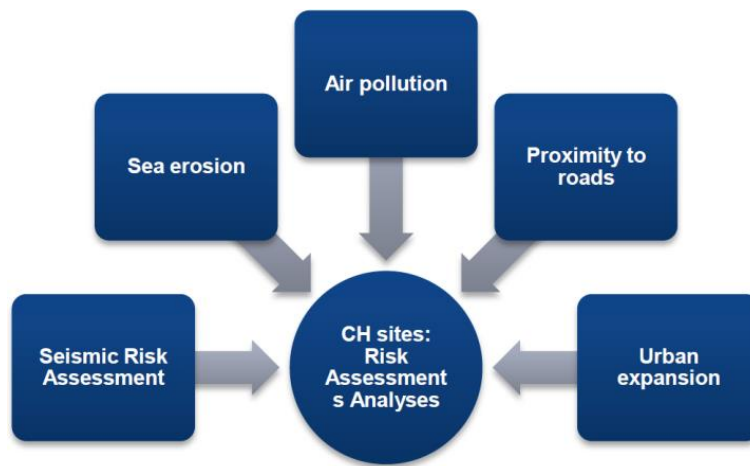 Air pollution
Sea erosion
Proximity to
roads
Seismic Risk
Assessment
CH sites:
Risk
Assessment
s Analyses
Urban
expansion